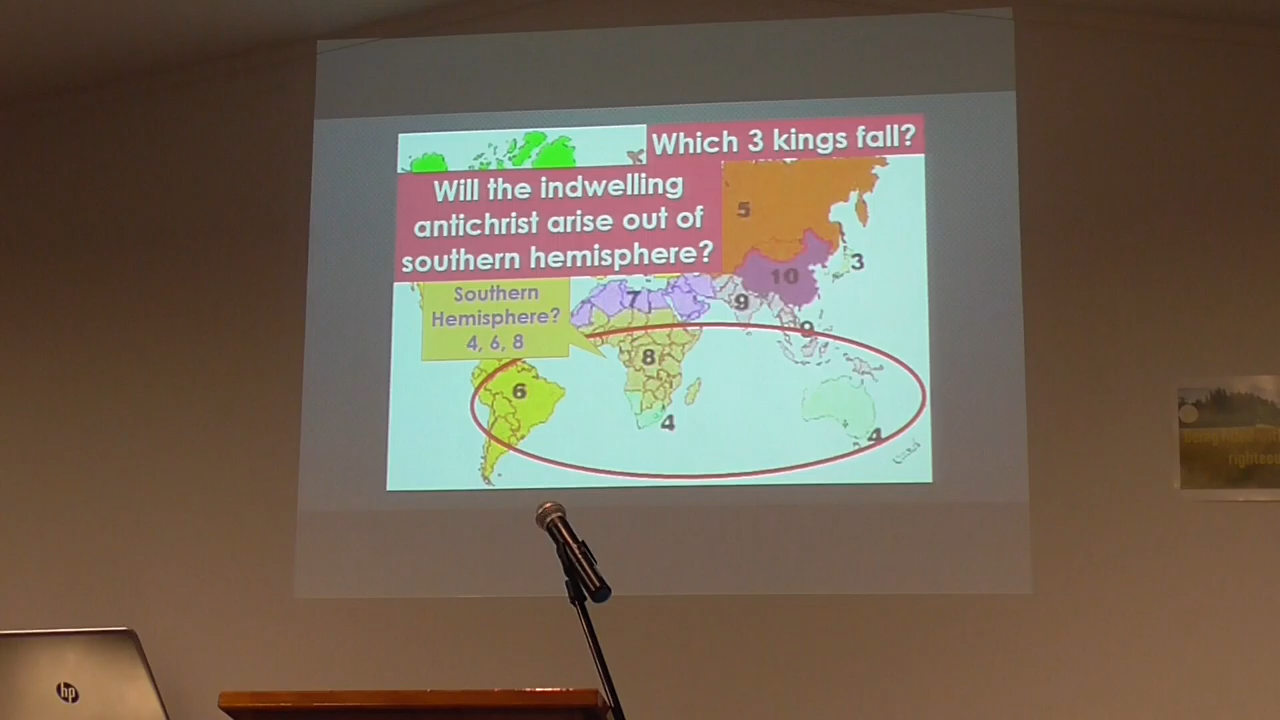 Which 3 kings fall?
Will the indwelling
antichrist arise out of
southern hemisphere?
Southern
Hemisphere?
4, 6, 8
5
3
10
7
9
9
8
6
4
4
hp
righteou